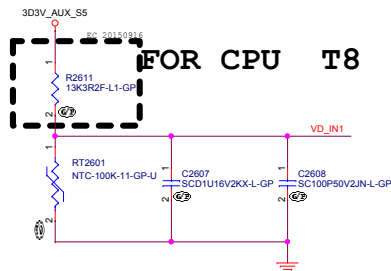 3D3V_AUX_S5
EC 20150916
FOR CPU T8
1
R2611
13K3R2F-L1-GP
2
VD_IN1
1
RT2601
NTC-100K-11-GP-U
2
1
C2607
SCD1U16V2KX-L-GP
2
1
C2608
SC100P50V2JN-L-GP
2